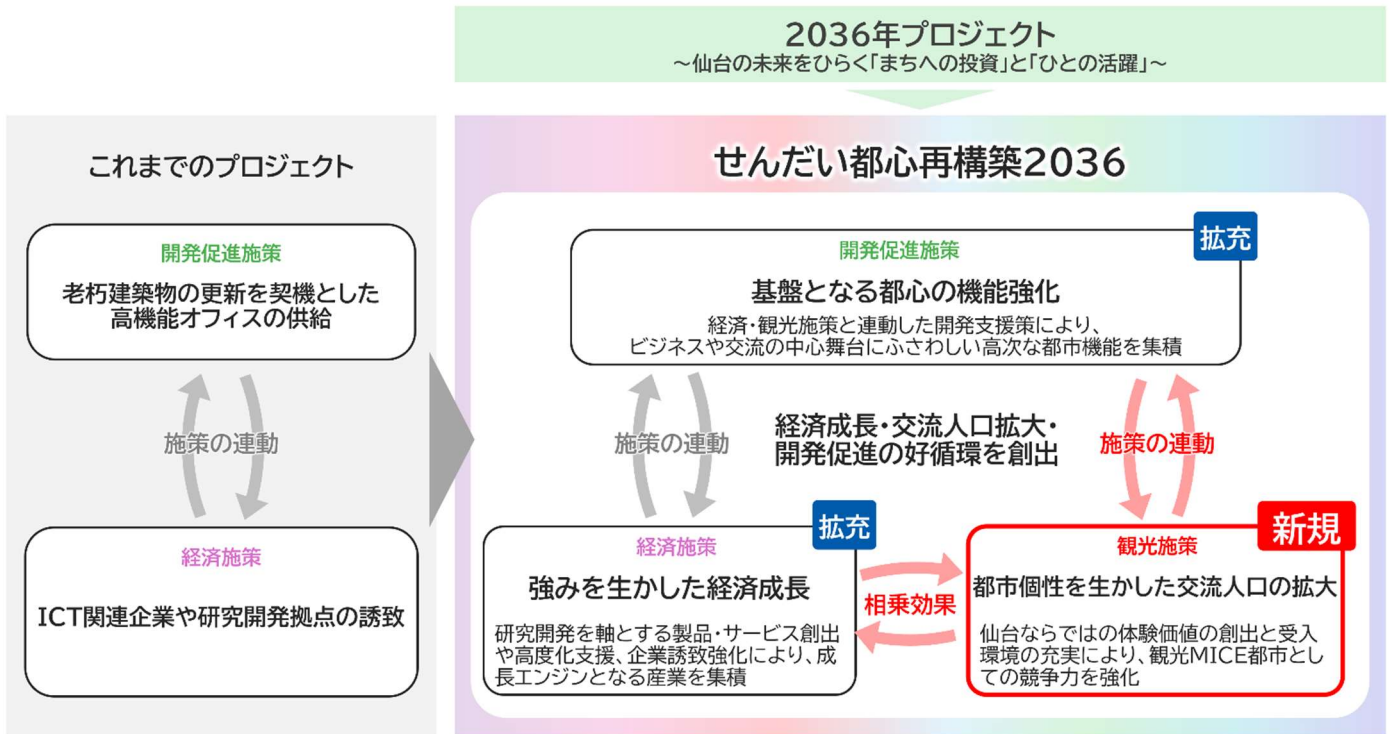 2036年プロジェクト
～仙台の未来をひらく「まちへの投資」と「ひとの活躍」～
これまでのプロジェクト
開発促進施策
老朽建築物の更新を契機とした
高機能オフィスの供給
施策の連動
経済施策
ICT関連企業や研究開発拠点の誘致
せんだい都心再構築2036
拡充
開発促進施策
基盤となる都心の機能強化
経済・観光施策と連動した開発支援策により、
ビジネスや交流の中心舞台にふさわしい高次な都市機能を集積
施策の連動
経済成長・交流人口拡大・
開発促進の好循環を創出
施策の連動
拡充
経済施策
強みを生かした経済成長
研究開発を軸とする製品・サービス創出
や高度化支援、企業誘致強化により、成
長エンジンとなる産業を集積
相乗効果
新規
観光施策
都市個性を生かした交流人口の拡大
仙台ならではの体験価値の創出と受入
環境の充実により、観光MICE都市とし
ての競争力を強化